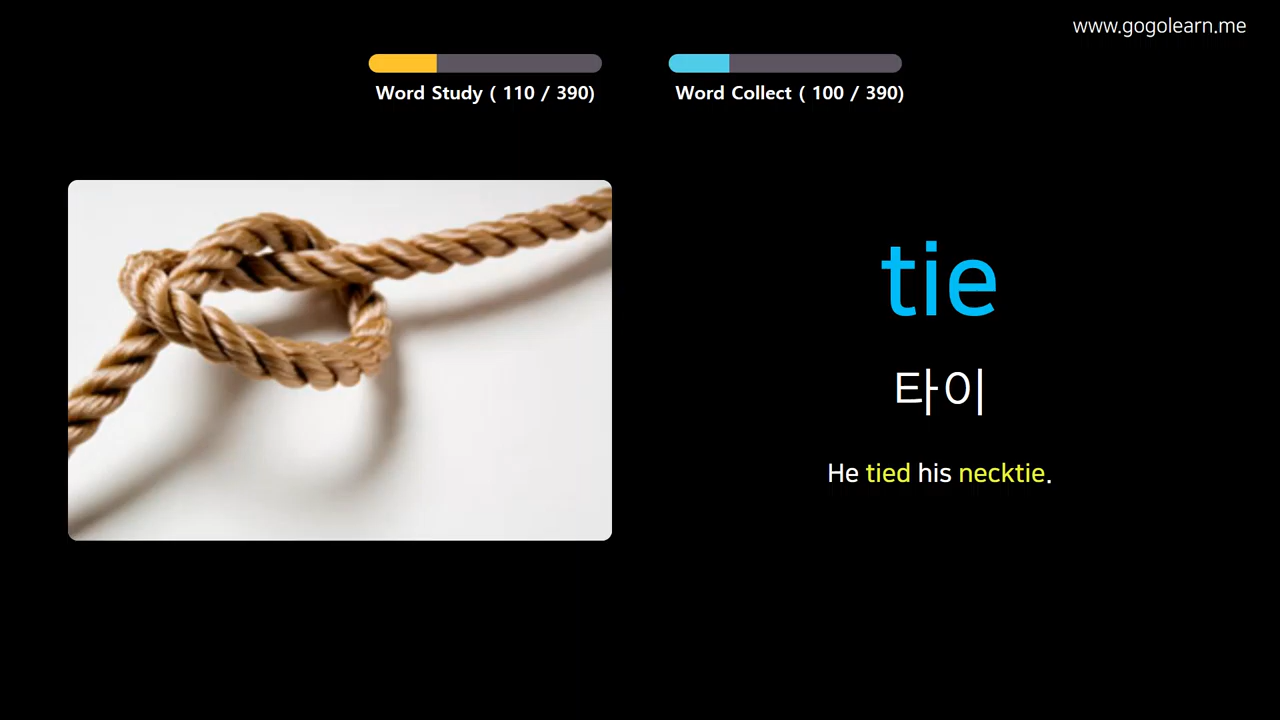 www.gogolearn.me
Word Study ( 110 / 390)
Word Collect ( 100 / 390)
tie
타이
He tied his necktie.